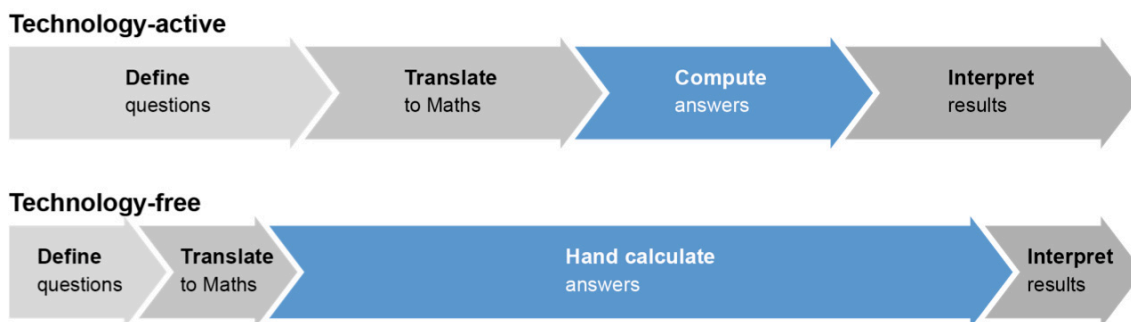 Technology-active
Define
questions
Translate
to Maths
Compute
answers
Interpret
results
Technology-free
Define
questions
Translate
to Maths
Hand calculate
answers
Interpret
results